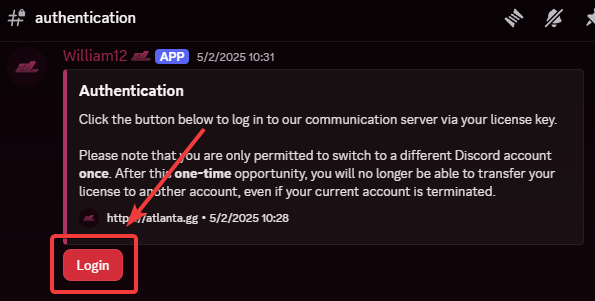 authentication
William12 APP 5/2/2025 10:31
Authentication
Click the button below to log in to our communication server via your license key.
Please note that you are only permitted to switch to a different Discord account
once. After this one-time opportunity, you will no longer be able to transfer your
license to another account, even if your current account is terminated.
https://atlanta.gg • 5/2/2025 10:28
Login